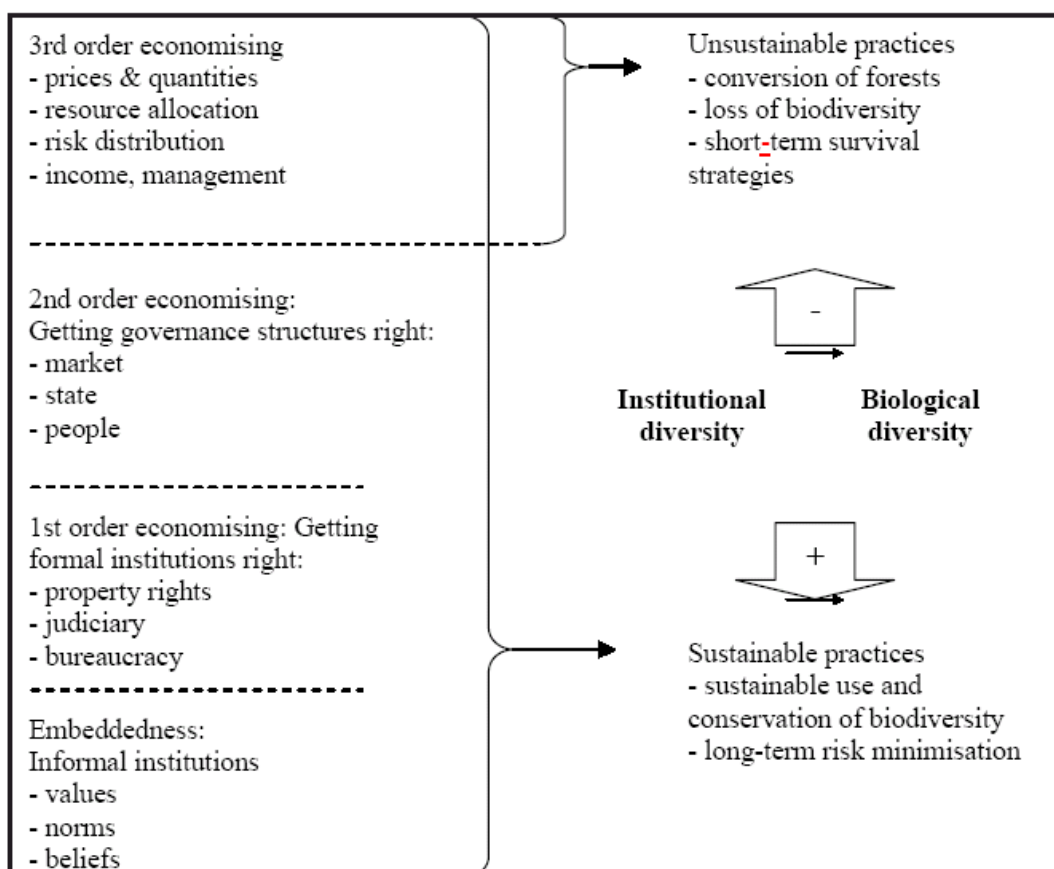 3rd order economising
- prices & quantities
- resource allocation
- risk distribution
- income, management
2nd order economising:
Getting governance structures right:
- market
- state
- people
1st order economising: Getting
formal institutions right:
- property rights
- judiciary
- bureaucracy
Embeddedness:
Informal institutions
- values
- norms
- beliefs
Unsustainable practices
- conversion of forests
- loss of biodiversity
- short-term survival
strategies
-
Institutional
diversity
Biological
diversity
+
Sustainable practices
- sustainable use and
conservation of biodiversity
- long-term risk minimisation